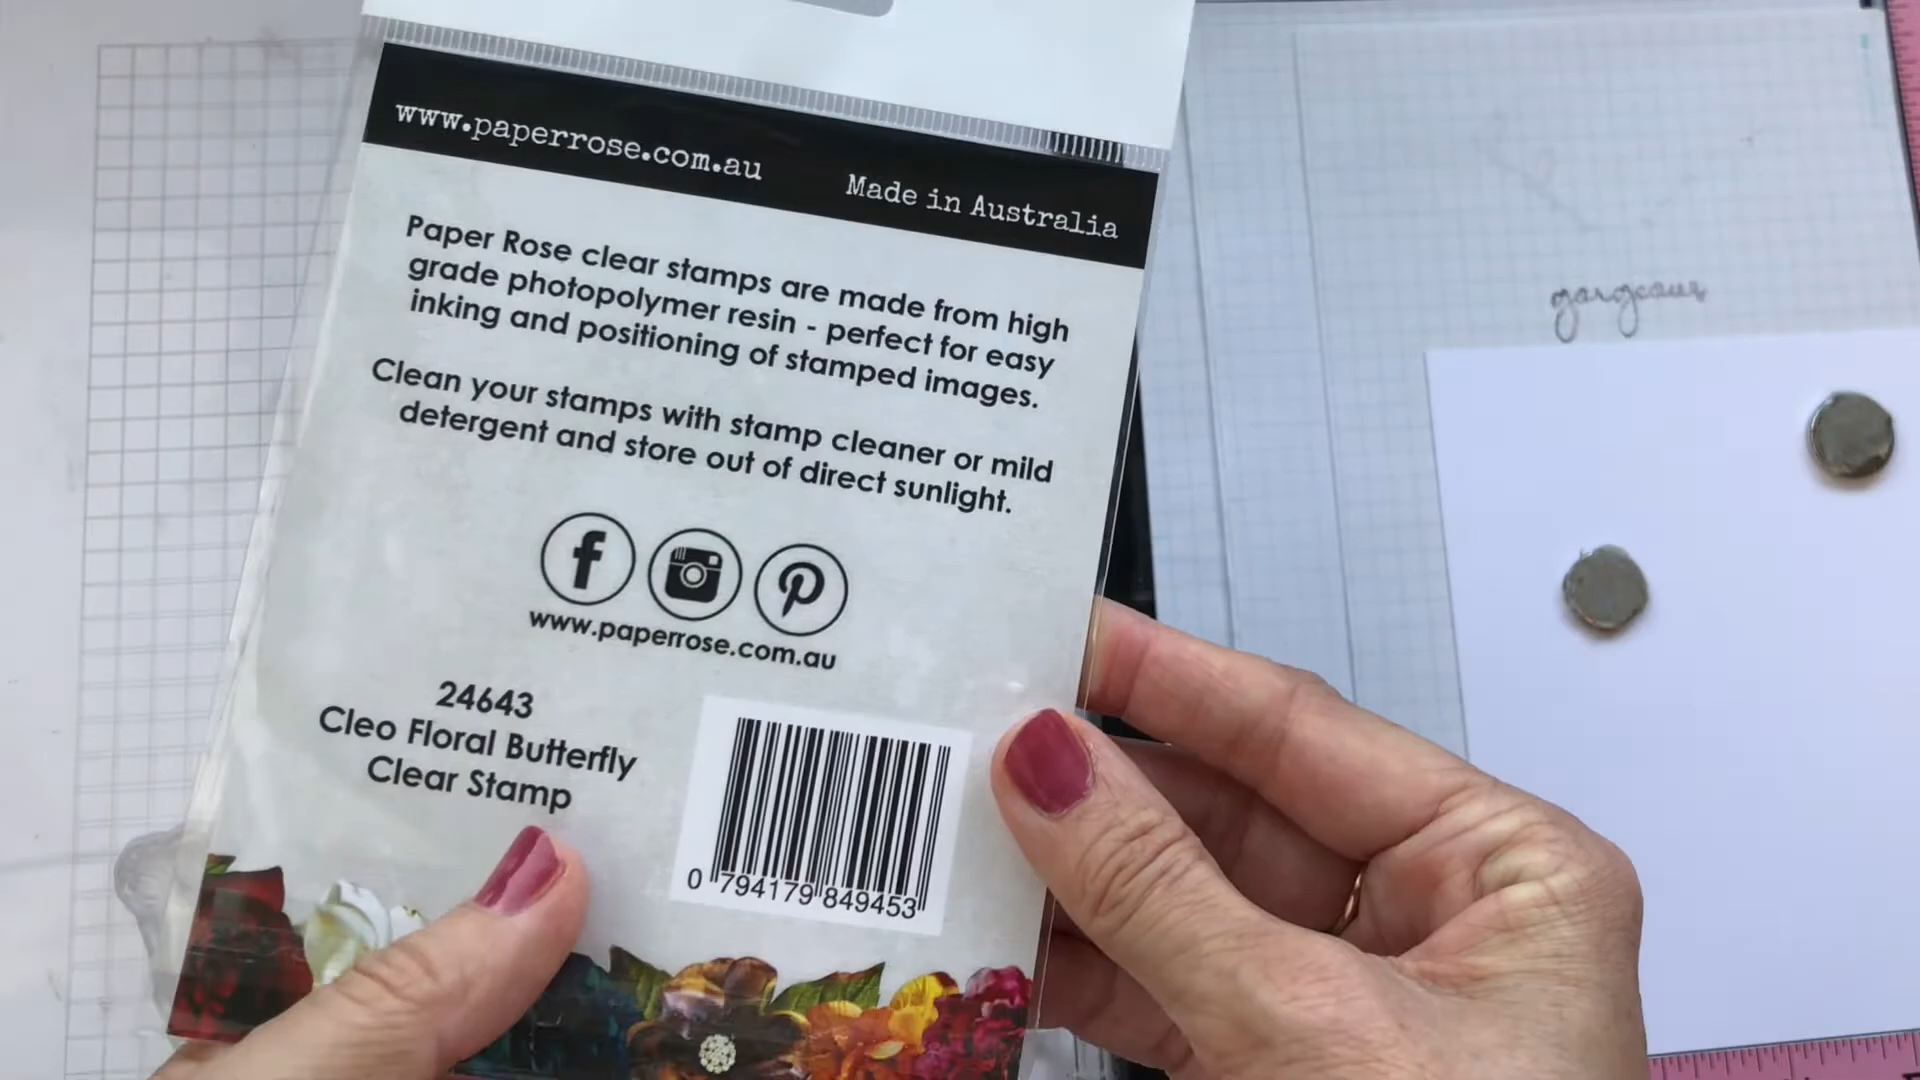 www.paperrose.com.au
Made in Australia
Paper Rose clear stamps are made from high
grade photopolymer resin - perfect for easy
inking and positioning of stamped images.
Clean your stamps with stamp cleaner or mild
detergent and store out of direct sunlight.
www.paperrose.com.au
24643
Cleo Floral Butterfly
Clear Stamp
0 794179 849453
gorgeous